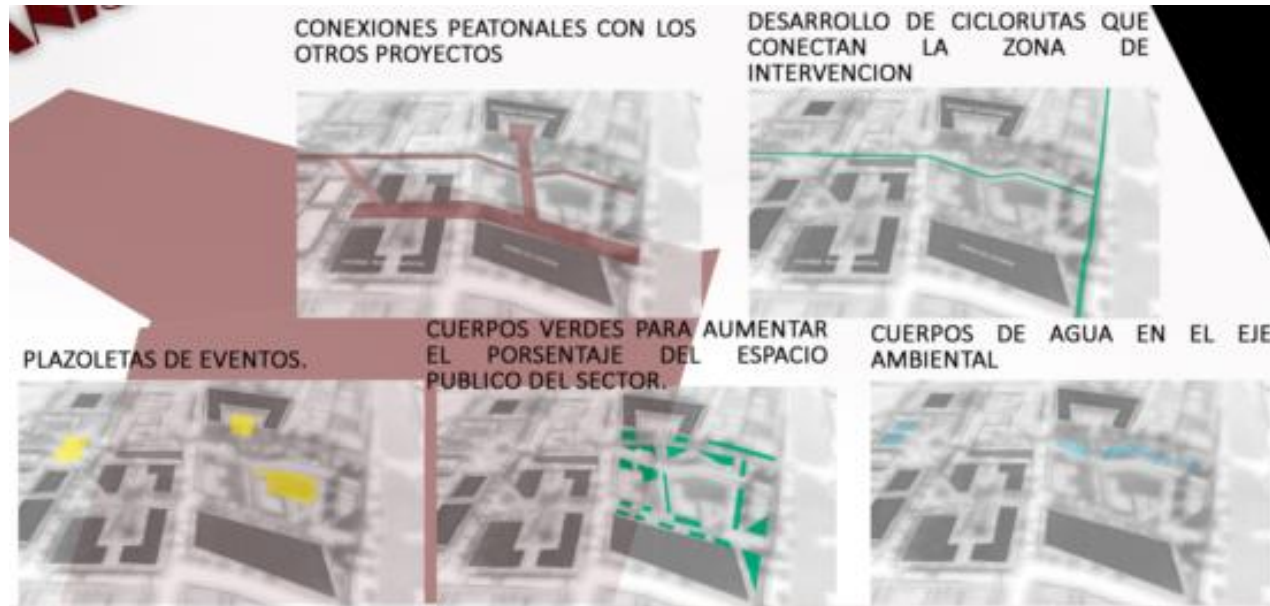 CONEXIONES PEATONALES CON LOS
OTROS PROYECTOS
DESARROLLO DE CICLORUTAS QUE
CONECTAN LA ZONA DE
INTERVENCION
PLAZOLETAS DE EVENTOS.
CUERPOS VERDES PARA AUMENTAR
EL PORSENTAJE DEL ESPACIO
PUBLICO DEL SECTOR.
CUERPOS DE AGUA EN EL EJE
AMBIENTAL